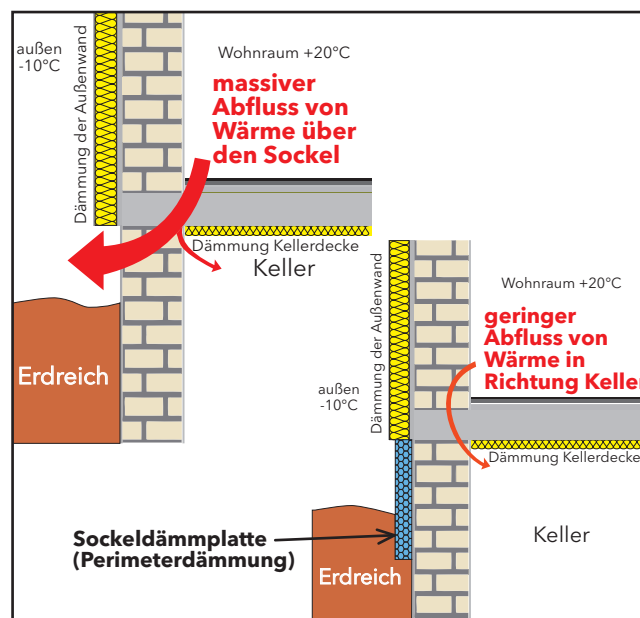 außen
-10°C
Dämmung der Außenwand
Wohnraum +20°C
massiver
Abfluss von
Wärme über
den Sockel
Dämmung Kellerdecke
Keller
Erdreich
außen
-10°C
Dämmung der Außenwand
Wohnraum +20°C
geringer
Abfluss von
Wärme in
Richtung Keller
Dämmung Kellerdecke
Keller
Sockeldämmplatte
(Perimeterdämmung)
Erdreich